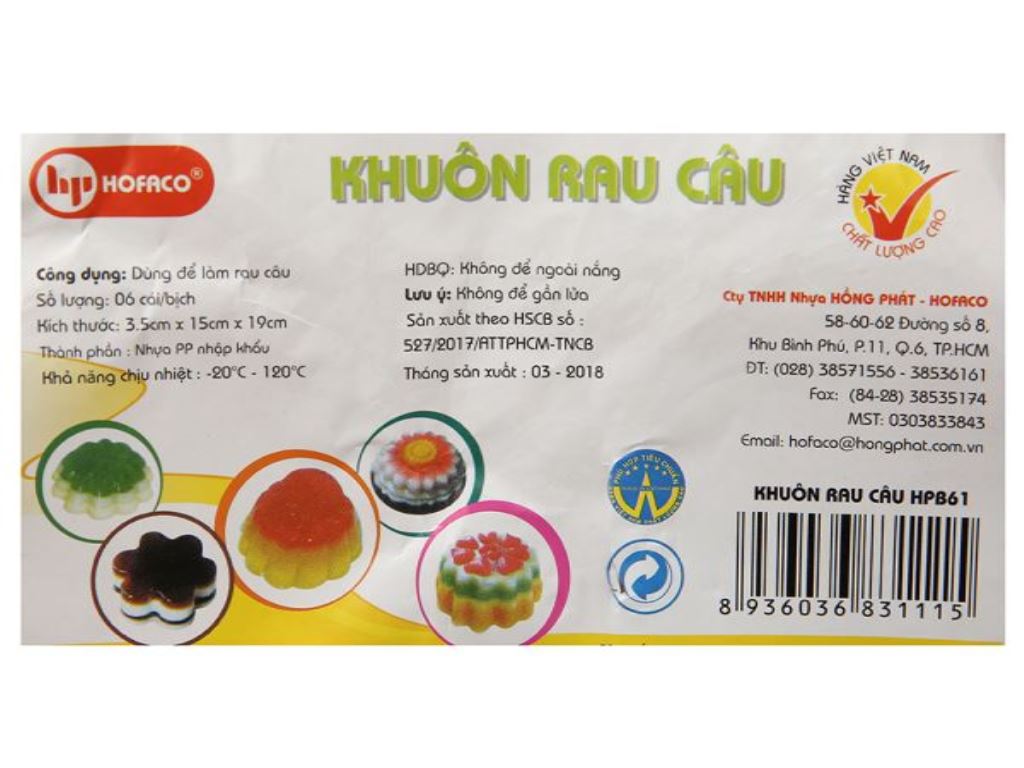 hp HOFACO®
KHUÔN RAU CÂU
HÀNG VIỆT NAM
CHẤT LƯỢNG CAO
Công dụng: Dùng để làm rau câu
Số lượng: 06 cái/bịch
Kích thước: 3.5cm x 15cm x 19cm
Thành phần : Nhựa PP nhập khẩu
Khả năng chịu nhiệt : -20°C - 120°C
HDBQ: Không để ngoài nắng
Lưu ý: Không để gần lửa
Sản xuất theo HSCB số :
527/2017/ATTPHCM-TNCB
Tháng sản xuất : 03 - 2018
Cty TNHH Nhựa HỒNG PHÁT - HOFACO
58-60-62 Đường số 8,
Khu Bình Phú, P.11, Q.6, TP.HCM
ĐT: (028) 38571556 - 38536161
Fax: (84-28) 38535174
MST: 0303833843
Email: hofaco@hongphat.com.vn
PHÙ HỢP TIÊU CHUẨN
KHUÔN RAU CÂU HPB61
8 936036 831115